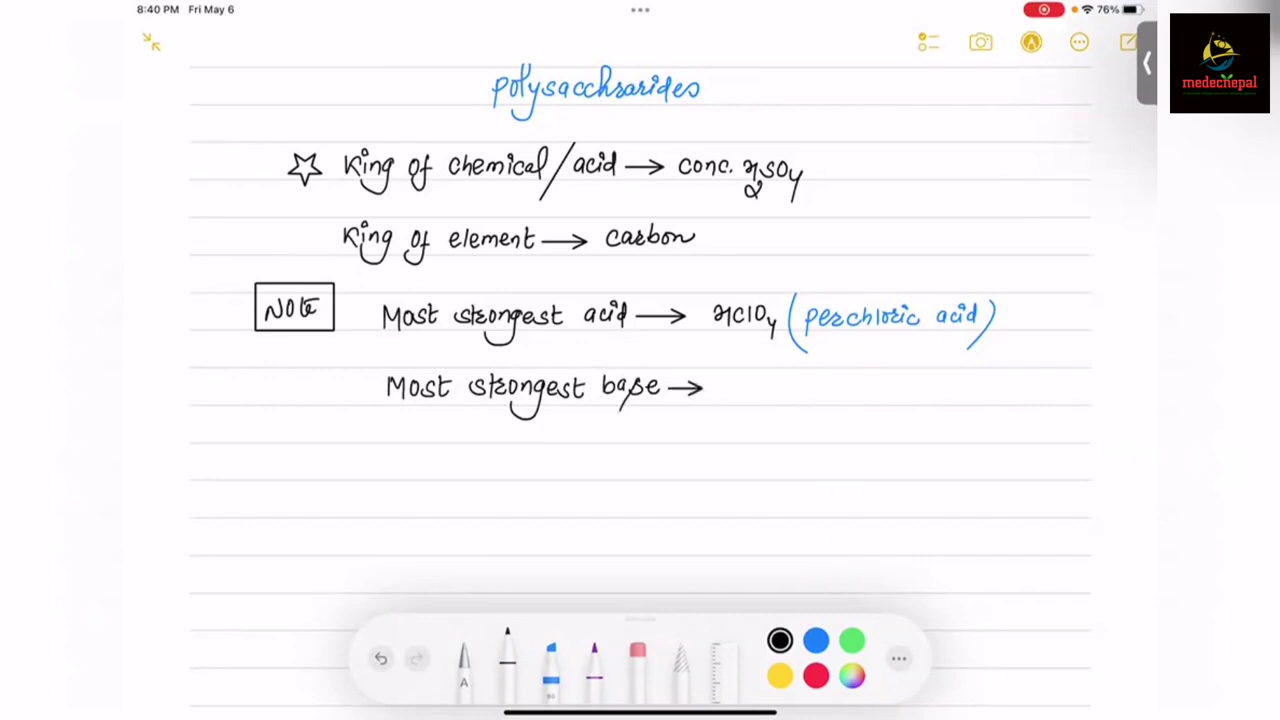 8:40 PM Fri May 6
76%
medecnepal
polysaccharides
King of chemical/acid → conc. H2SO4
King of element → carbon
NOTE
Most strongest acid → HClO4 (perchloric acid)
Most strongest base →
A